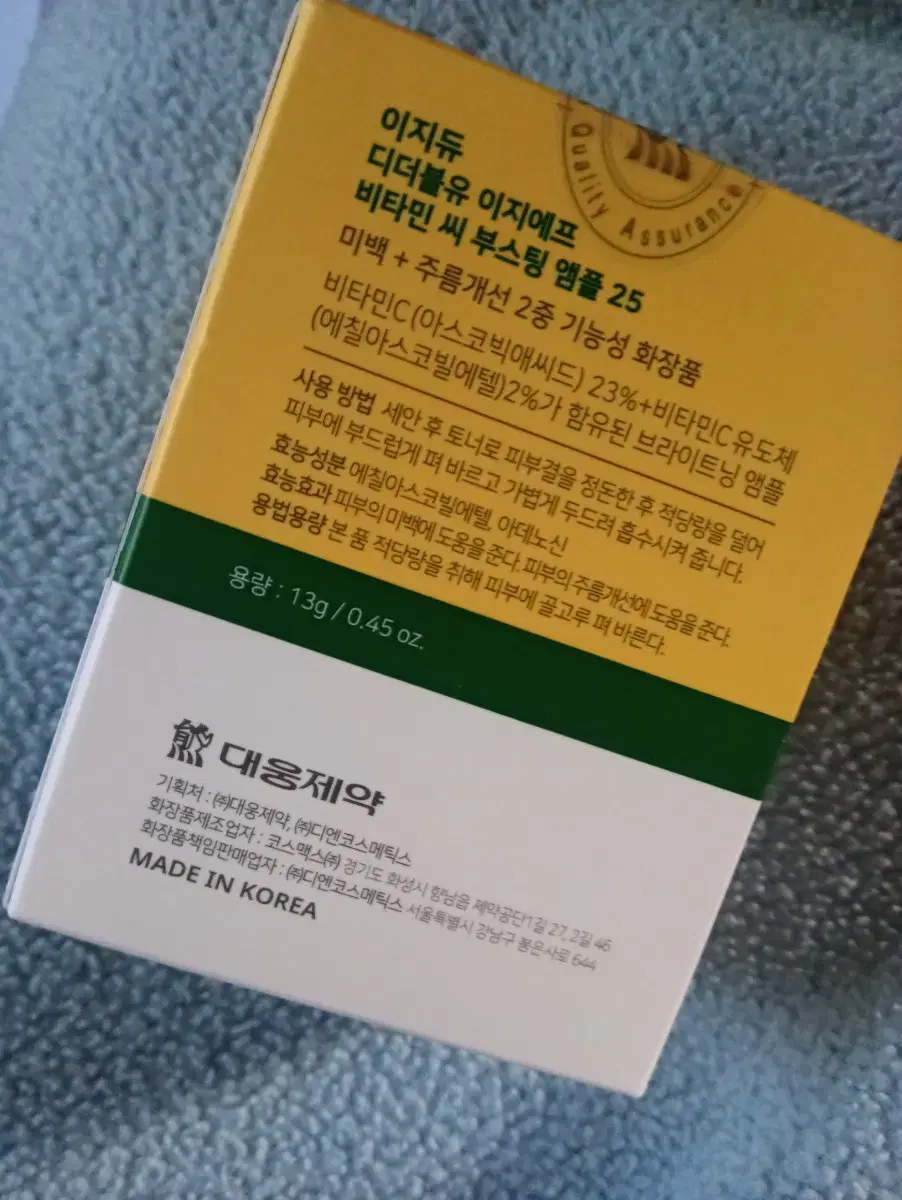 Quality Assurance
이지듀
디더블유 이지에프
비타민 씨 부스팅 앰플 25
미백 + 주름개선 2중 기능성 화장품
비타민C (아스코빅애씨드) 23%+비타민C 유도체
(에칠아스코빌에텔)2%가 함유된 브라이트닝 앰플
사용 방법 세안 후 토너로 피부결을 정돈한 후 적당량을 덜어
피부에 부드럽게 펴 바르고 가볍게 두드려 흡수시켜 줍니다.
효능성분 에칠아스코빌에텔, 아데노신
효능효과 피부의 미백에 도움을 준다. 피부의 주름개선에 도움을 준다.
용법용량 본 품 적당량을 취해 피부에 골고루 펴 바른다.
용량 : 13g / 0.45 oz.
대웅제약
기획처 : ㈜대웅제약, ㈜디엔코스메틱스
화장품제조업자 : 코스맥스㈜ 경기도 화성시 향남읍 제약공단1길 27, 2길 46
화장품책임판매업자 : ㈜디엔코스메틱스 서울특별시 강남구 봉은사로 644
MADE IN KOREA